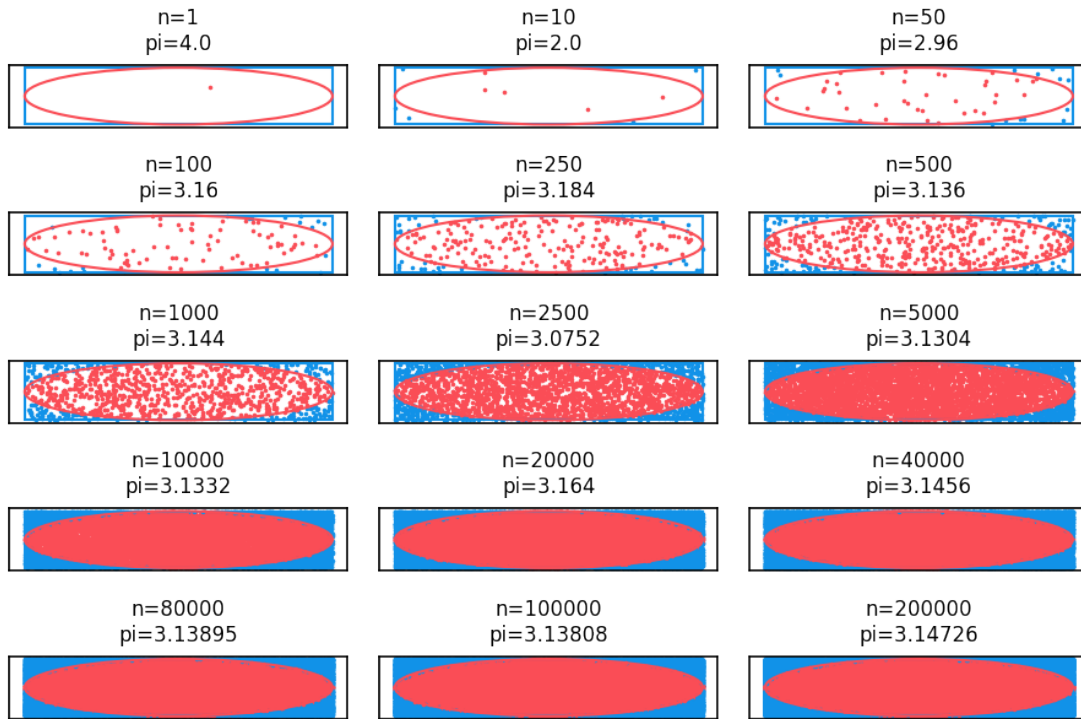 n=1
pi=4.0
n=10
pi=2.0
n=50
pi=2.96
n=100
pi=3.16
n=250
pi=3.184
n=500
pi=3.136
n=1000
pi=3.144
n=2500
pi=3.0752
n=5000
pi=3.1304
n=10000
pi=3.1332
n=20000
pi=3.164
n=40000
pi=3.1456
n=80000
pi=3.13895
n=100000
pi=3.13808
n=200000
pi=3.14726